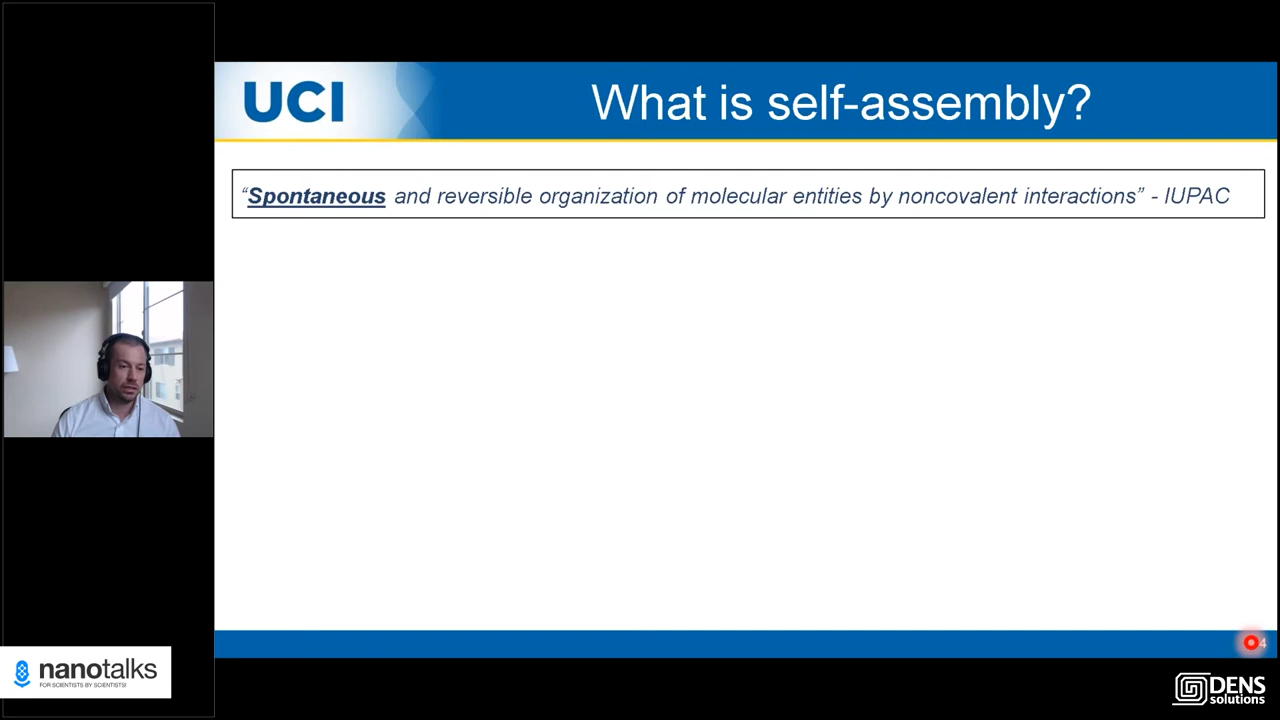 UCI
What is self-assembly?
“Spontaneous and reversible organization of molecular entities by noncovalent interactions” - IUPAC
4
nanotalks
FOR SCIENTISTS BY SCIENTISTS!
DENS
solutions